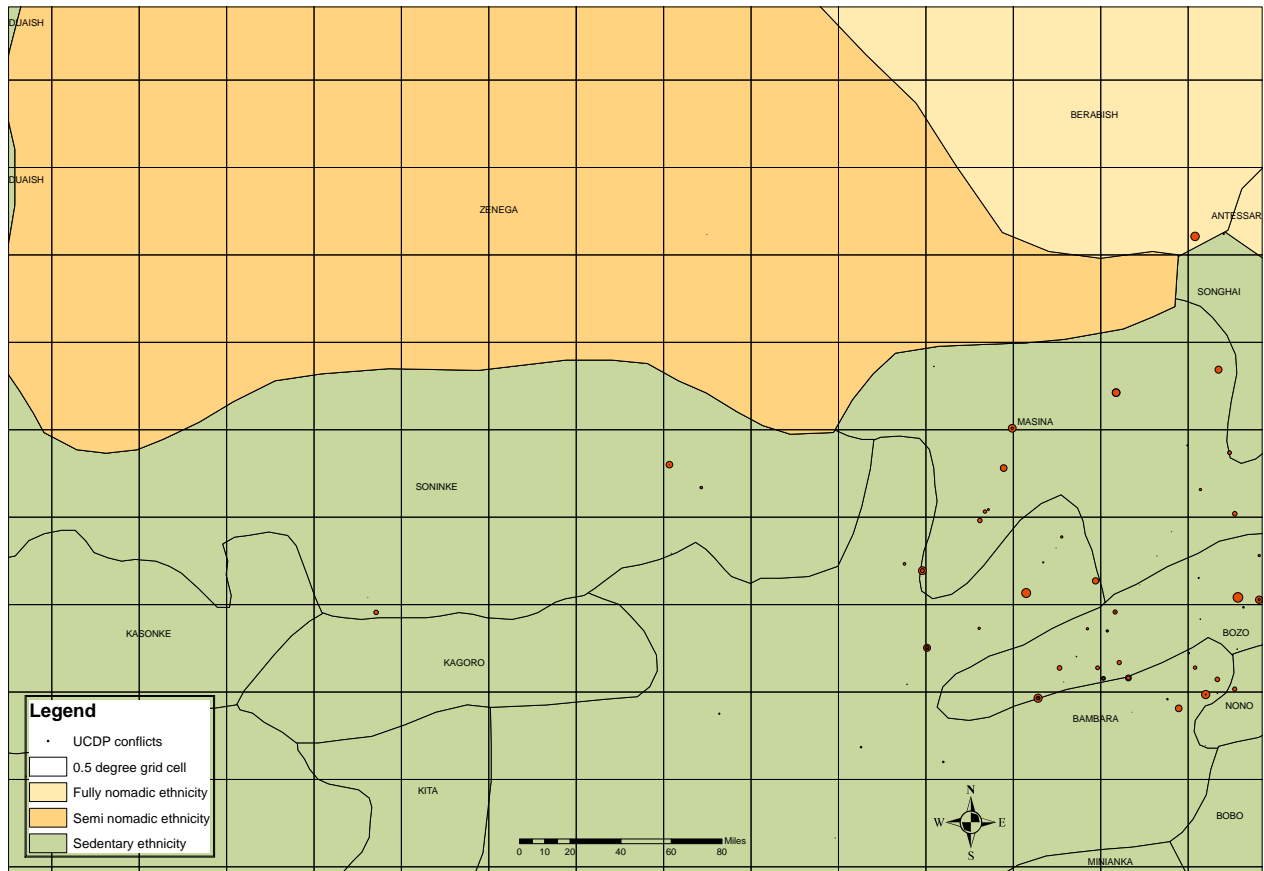 DUAISH
BERABISH
DUAISH
ZENEGA
ANTESSAR
SONGHAI
MASINA
SONINKE
KASONKE
KAGORO
BOZO
NONO
BAMBARA
KITA
BOBO
MINIANKA
Legend
UCDP conflicts
0.5 degree grid cell
Fully nomadic ethnicity
Semi nomadic ethnicity
Sedentary ethnicity
N
W E
S
Miles
0 10 20 40 60 80